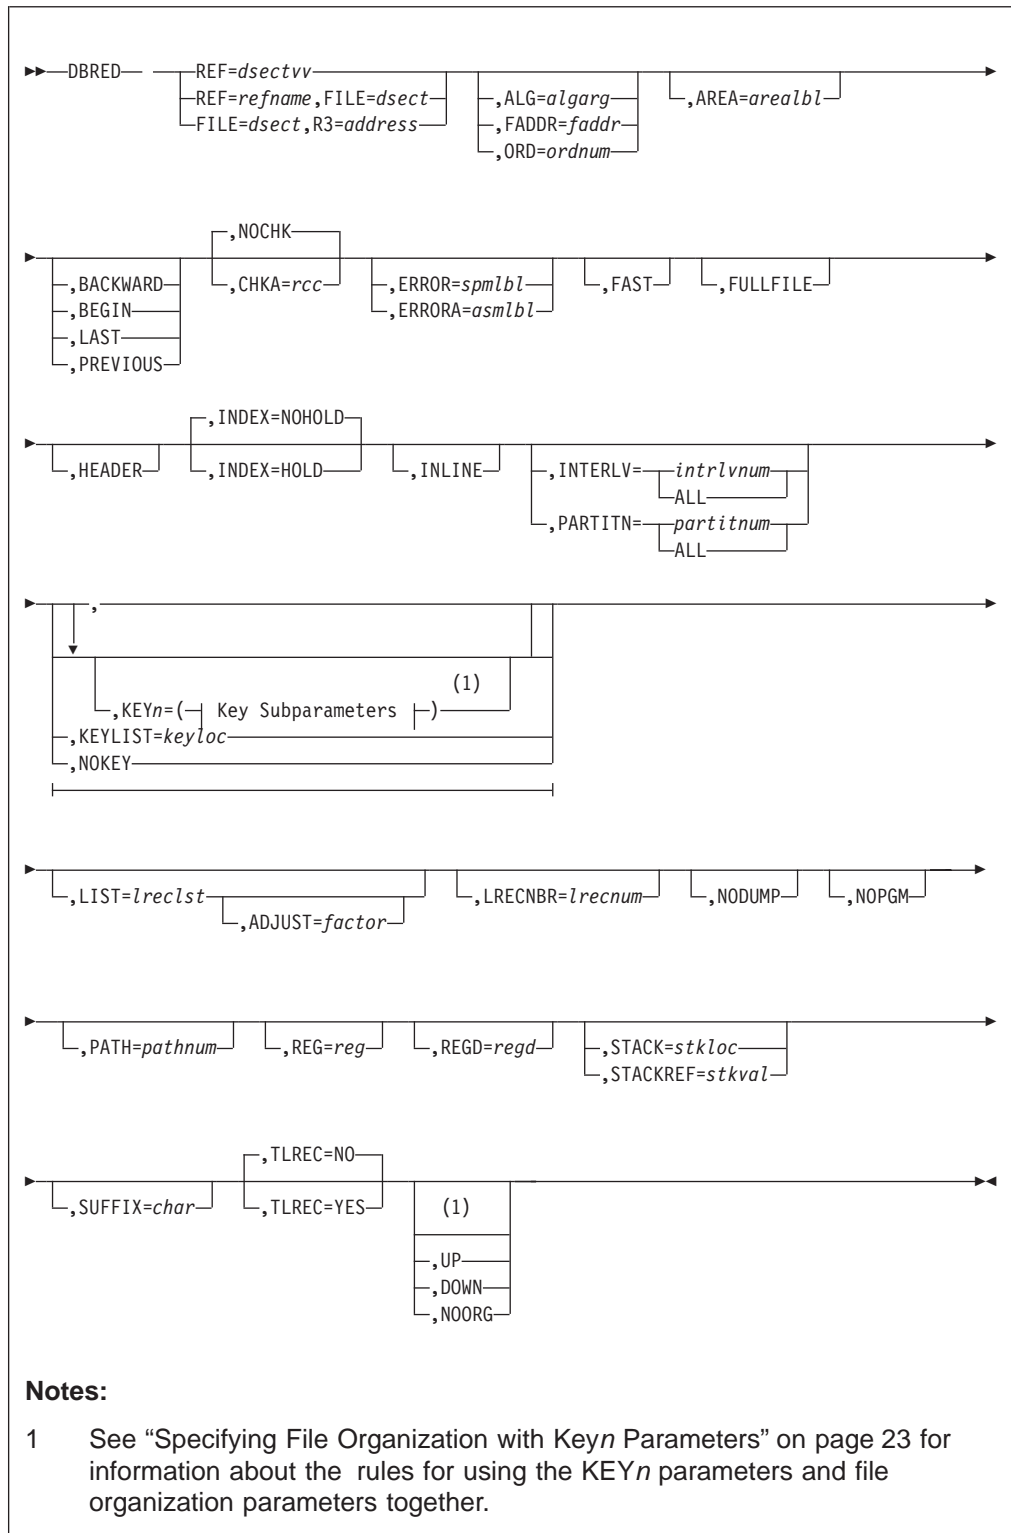 DBRED REF=dsectvv
REF=refname,FILE=dsect ,ALG=algarg ,AREA=arealbl
FILE=dsect,R3=address ,FADDR=faddr
,ORD=ordnum
,NOCHK
,BACKWARD ,CHKA=rcc ,ERROR=spmlbl ,FAST ,FULLFILE
,BEGIN ,ERRORA=asmlbl
,LAST
,PREVIOUS
,INDEX=NOHOLD
,HEADER ,INDEX=HOLD ,INLINE ,INTERLV= intrlvnum
ALL
,PARTITN= partitnum
ALL
,
(1)
,KEYn=( Key Subparameters )
,KEYLIST=keyloc
,NOKEY
,LIST=lreclst ,LRECNBR=lrecnum ,NODUMP ,NOPGM
,ADJUST=factor
,PATH=pathnum ,REG=reg ,REGD=regd ,STACK=stkloc
,STACKREF=stkval
,TLREC=NO
,SUFFIX=char ,TLREC=YES (1)
,UP
,DOWN
,NOORG
Notes:
1 See “Specifying File Organization with Keyn Parameters” on page 23 for
information about the rules for using the KEYn parameters and file
organization parameters together.